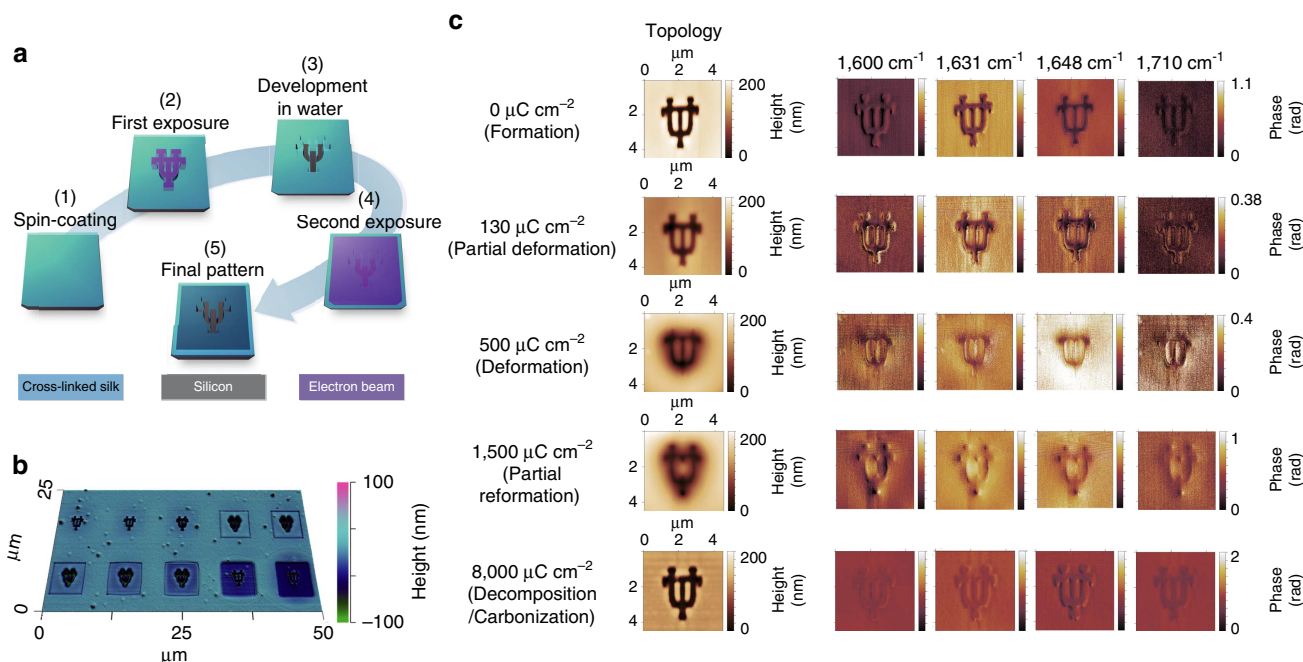 a
(1)
Spin-coating
(2)
First exposure
(3)
Development
in water
(4)
Second exposure
(5)
Final pattern
Cross-linked silk
Silicon
Electron beam
b
25
μm
0
0
25
50
μm
100
−100
Height (nm)
c
Topology
μm
0 2 4
1,600 cm⁻¹
1,631 cm⁻¹
1,648 cm⁻¹
1,710 cm⁻¹
0 μC cm⁻²
(Formation)
2
4
200
0
Height
(nm)
1.1
0
Phase
(rad)
μm
0 2 4
130 μC cm⁻²
(Partial deformation)
2
4
200
0
Height
(nm)
0.38
0
Phase
(rad)
μm
0 2 4
500 μC cm⁻²
(Deformation)
2
4
200
0
Height
(nm)
0.4
0
Phase
(rad)
μm
0 2 4
1,500 μC cm⁻²
(Partial
reformation)
2
4
200
0
Height
(nm)
1
0
Phase
(rad)
μm
0 2 4
8,000 μC cm⁻²
(Decomposition
/Carbonization)
2
4
200
0
Height
(nm)
2
0
Phase
(rad)